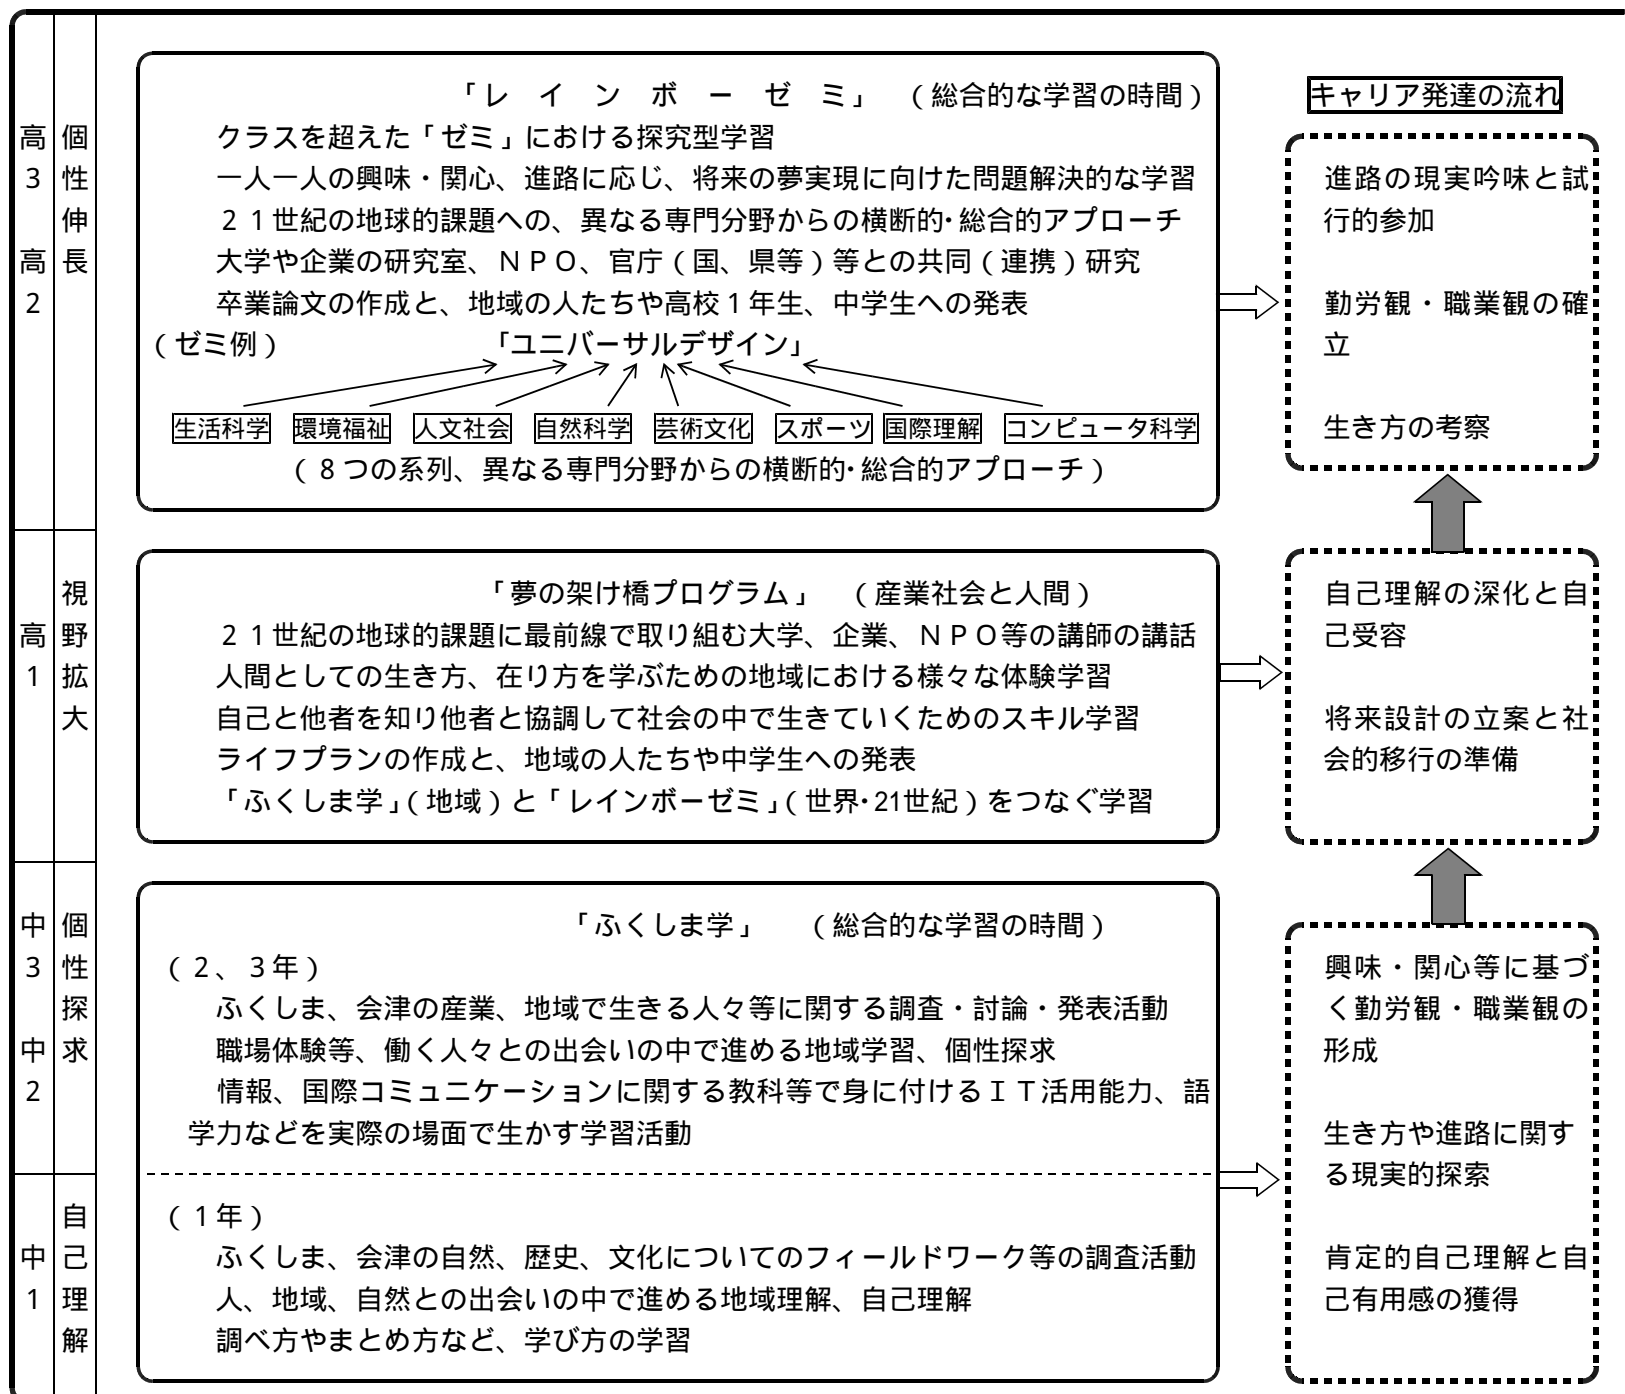 高3 高2
個性伸長
「レインボーゼミ」 (総合的な学習の時間)
クラスを超えた「ゼミ」における探究型学習
一人一人の興味・関心、進路に応じ、将来の夢実現に向けた問題解決的な学習
21世紀の地球的課題への、異なる専門分野からの横断的・総合的アプローチ
大学や企業の研究室、NPO、官庁(国、県等)等との共同(連携)研究
卒業論文の作成と、地域の人たちや高校1年生、中学生への発表
(ゼミ例) 「ユニバーサルデザイン」
生活科学 環境福祉 人文社会 自然科学 芸術文化 スポーツ 国際理解 コンピュータ科学
(8つの系列、異なる専門分野からの横断的・総合的アプローチ)
キャリア発達の流れ
進路の現実吟味と試
行的参加
勤労観・職業観の確
立
生き方の考察
高1
視野拡大
「夢の架け橋プログラム」 (産業社会と人間)
21世紀の地球的課題に最前線で取り組む大学、企業、NPO等の講師の講話
人間としての生き方、在り方を学ぶための地域における様々な体験学習
自己と他者を知り他者と協調して社会の中で生きていくためのスキル学習
ライフプランの作成と、地域の人たちや中学生への発表
「ふくしま学」(地域)と「レインボーゼミ」(世界・21世紀)をつなぐ学習
自己理解の深化と自
己受容
将来設計の立案と社
会的移行の準備
中3 中2
個性探求
「ふくしま学」 (総合的な学習の時間)
(2、3年)
ふくしま、会津の産業、地域で生きる人々等に関する調査・討論・発表活動
職場体験等、働く人々との出会いの中で進める地域学習、個性探求
情報、国際コミュニケーションに関する教科等で身に付けるIT活用能力、語
学力などを実際の場面で生かす学習活動
中1
自己理解
(1年)
ふくしま、会津の自然、歴史、文化についてのフィールドワーク等の調査活動
人、地域、自然との出会いの中で進める地域理解、自己理解
調べ方やまとめ方など、学び方の学習
興味・関心等に基づ
く勤労観・職業観の
形成
生き方や進路に関す
る現実的探索
肯定的自己理解と自
己有用感の獲得